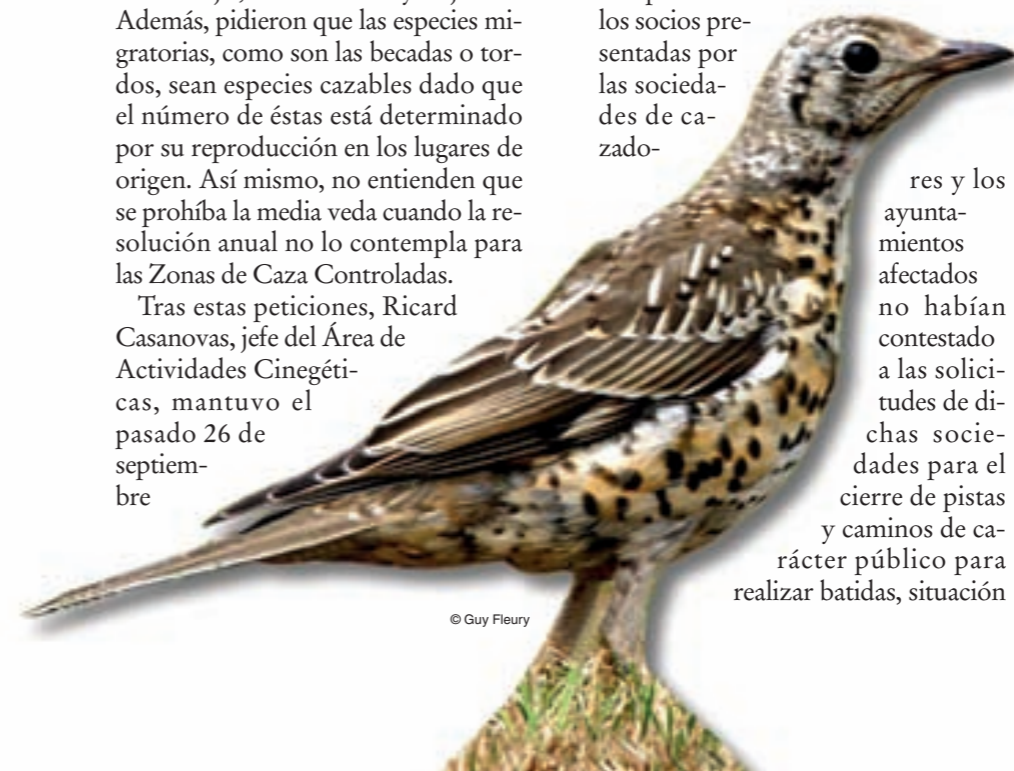 Además, pidieron que las especies mi-
gratorias, como son las becadas o tor-
dos, sean especies cazables dado que
el número de éstas está determinado
por su reproducción en los lugares de
origen. Así mismo, no entienden que
se prohíba la media veda cuando la re-
solución anual no lo contempla para
las Zonas de Caza Controladas.
Tras estas peticiones, Ricard
Casanovas, jefe del Área de
Actividades Cinegéti-
cas, mantuvo el
pasado 26 de
septiem-
bre
los socios pre-
sentadas por
las socieda-
des de ca-
zado-
res y los
ayunta-
mientos
afectados
no habían
contestado
a las solici-
tudes de di-
chas socie-
dades para el
cierre de pistas
y caminos de ca-
rácter público para
realizar batidas, situación
© Guy Fleury